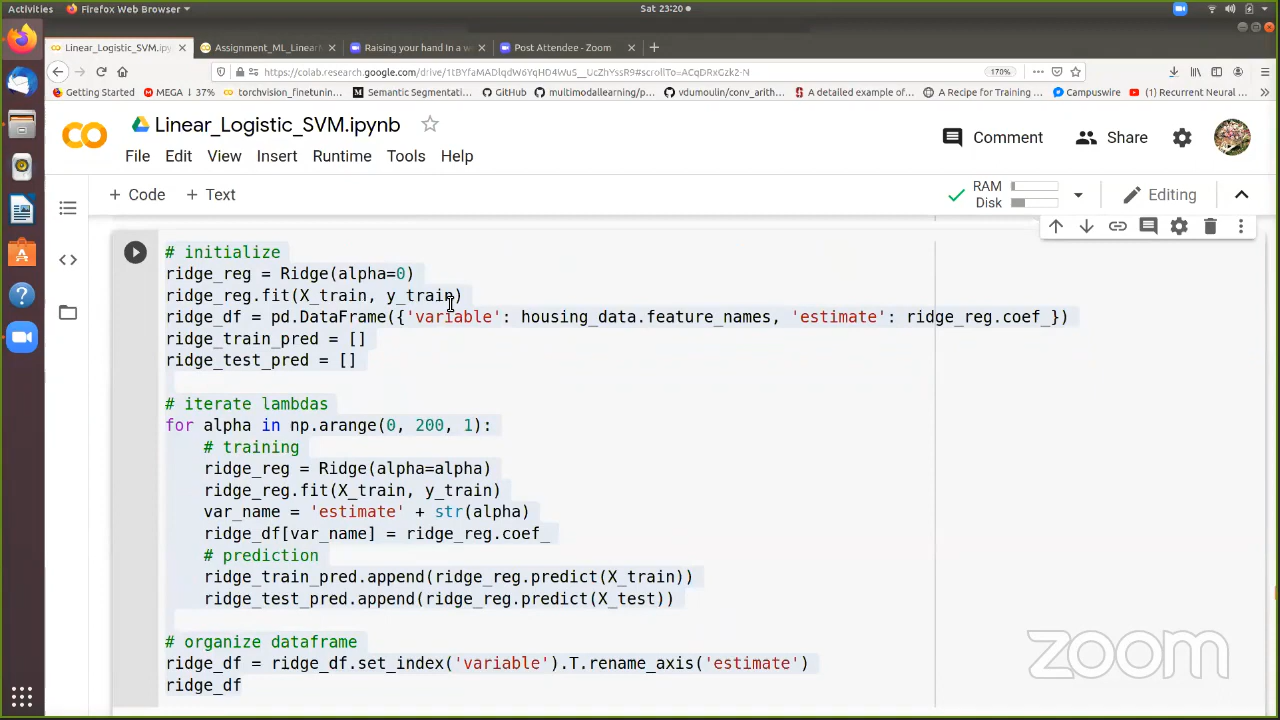 Activities Firefox Web Browser Sat 23:20
Linear_Logistic_SVM.ipyn Assignment_ML_LinearM Raising your hand In a we Post Attendee - Zoom
https://colab.research.google.com/drive/1tBYfaMADlqdW6YqHD4WuS__UcZhYssR9#scrollTo=ACqDRxGzk2-N 170%
Getting Started MEGA ↓ 37% torchvision_finetunin... Semantic Segmentati... GitHub multimodallearning/p... vdumoulin/conv_arith... A detailed example of... A Recipe for Training ... Campuswire (1) Recurrent Neural ...
Linear_Logistic_SVM.ipynb
Comment Share
File Edit View Insert Runtime Tools Help
+ Code + Text RAM Disk Editing
# initialize
ridge_reg = Ridge(alpha=0)
ridge_reg.fit(X_train, y_train)
ridge_df = pd.DataFrame({'variable': housing_data.feature_names, 'estimate': ridge_reg.coef_})
ridge_train_pred = []
ridge_test_pred = []
# iterate lambdas
for alpha in np.arange(0, 200, 1):
# training
ridge_reg = Ridge(alpha=alpha)
ridge_reg.fit(X_train, y_train)
var_name = 'estimate' + str(alpha)
ridge_df[var_name] = ridge_reg.coef_
# prediction
ridge_train_pred.append(ridge_reg.predict(X_train))
ridge_test_pred.append(ridge_reg.predict(X_test))
# organize dataframe
ridge_df = ridge_df.set_index('variable').T.rename_axis('estimate')
ridge_df
zoom